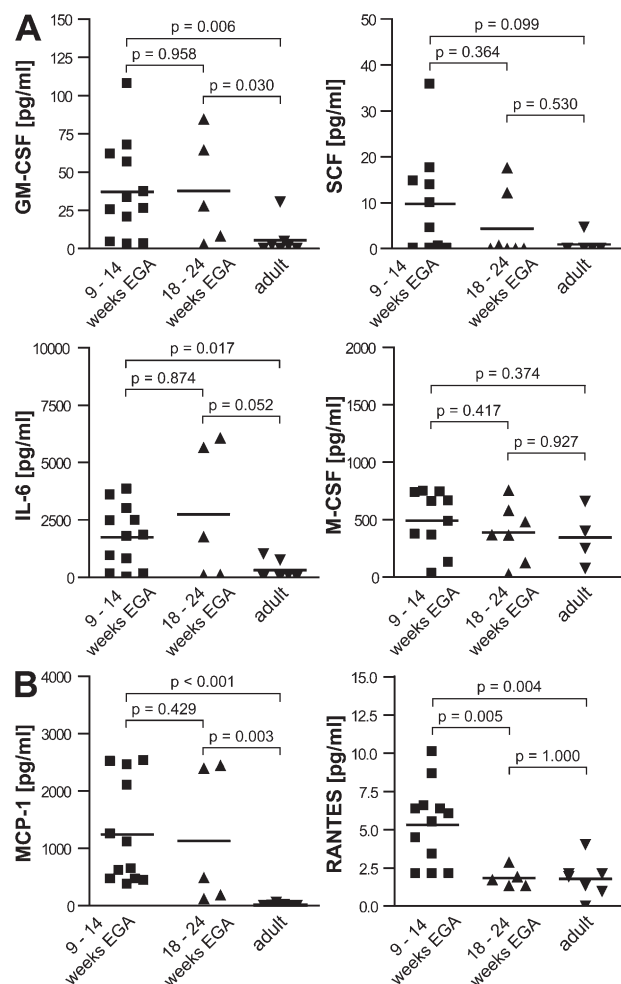 A
GM-CSF [pg/ml]
150
125
100
75
50
25
0
p = 0.006
p = 0.958
p = 0.030
9 - 14
weeks EGA
18 - 24
weeks EGA
adult
SCF [pg/ml]
50
40
30
20
10
0
p = 0.099
p = 0.364
p = 0.530
9 - 14
weeks EGA
18 - 24
weeks EGA
adult
IL-6 [pg/ml]
10000
7500
5000
2500
0
p = 0.017
p = 0.874
p = 0.052
9 - 14
weeks EGA
18 - 24
weeks EGA
adult
M-CSF [pg/ml]
2000
1500
1000
500
0
p = 0.374
p = 0.417
p = 0.927
9 - 14
weeks EGA
18 - 24
weeks EGA
adult
B
MCP-1 [pg/ml]
4000
3000
2000
1000
0
p < 0.001
p = 0.429
p = 0.003
9 - 14
weeks EGA
18 - 24
weeks EGA
adult
RANTES [pg/ml]
15.0
12.5
10.0
7.5
5.0
2.5
0.0
p = 0.004
p = 0.005
p = 1.000
9 - 14
weeks EGA
18 - 24
weeks EGA
adult